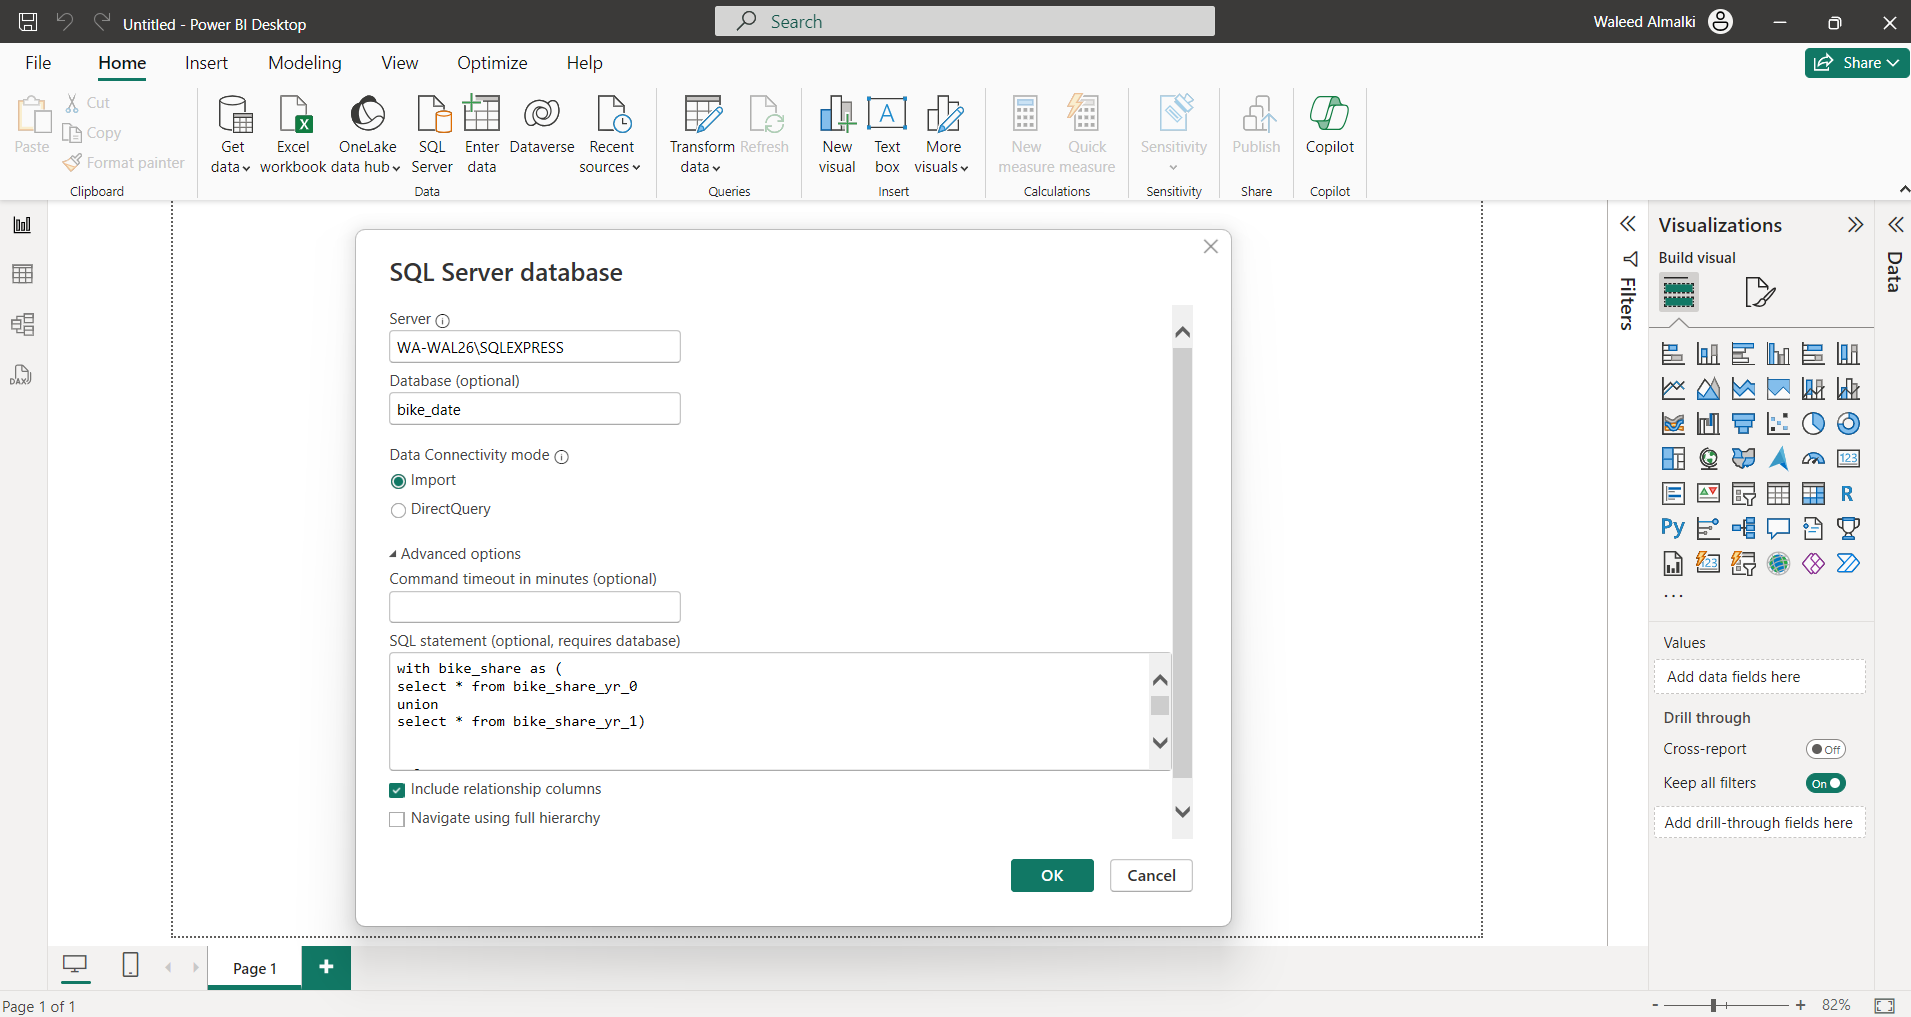 Untitled - Power BI Desktop
Search
Waleed Almalki
File
Home
Insert
Modeling
View
Optimize
Help
Share
Paste
Cut
Copy
Format painter
Clipboard
Get data
Excel workbook
OneLake data hub
SQL Server
Enter data
Dataverse
Recent sources
Data
Transform data
Refresh
Queries
New visual
Text box
More visuals
Insert
New measure
Quick measure
Calculations
Sensitivity
Sensitivity
Publish
Share
Copilot
Copilot
SQL Server database
Server
WA-WAL26\SQLEXPRESS
Database (optional)
bike_date
Data Connectivity mode
Import
DirectQuery
Advanced options
Command timeout in minutes (optional)
SQL statement (optional, requires database)
with bike_share as (
select * from bike_share_yr_0
union
select * from bike_share_yr_1)
Include relationship columns
Navigate using full hierarchy
OK
Cancel
Filters
Visualizations
Build visual
123
R
Py
123
Values
Add data fields here
Drill through
Cross-report
Off
Keep all filters
On
Add drill-through fields here
Data
DAX
Page 1
Page 1 of 1
- + 82%